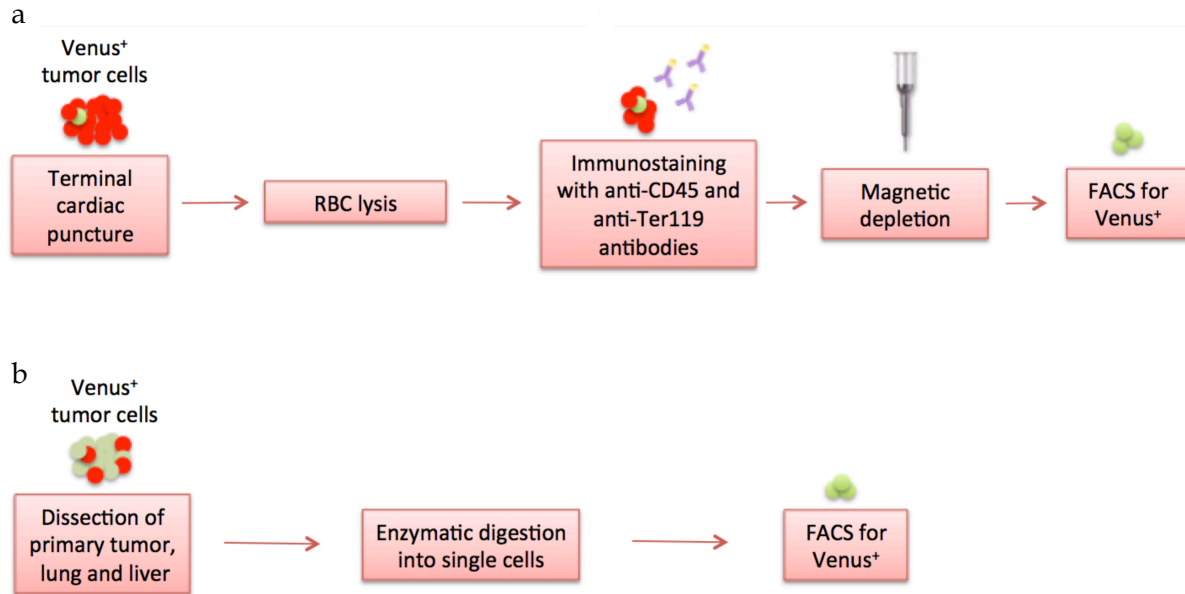 a
Venus⁺
tumor cells
Terminal
cardiac
puncture
RBC lysis
Immunostaining
with anti-CD45 and
anti-Ter119
antibodies
Magnetic
depletion
FACS for
Venus⁺
b
Venus⁺
tumor cells
Dissection of
primary tumor,
lung and liver
Enzymatic digestion
into single cells
FACS for
Venus⁺